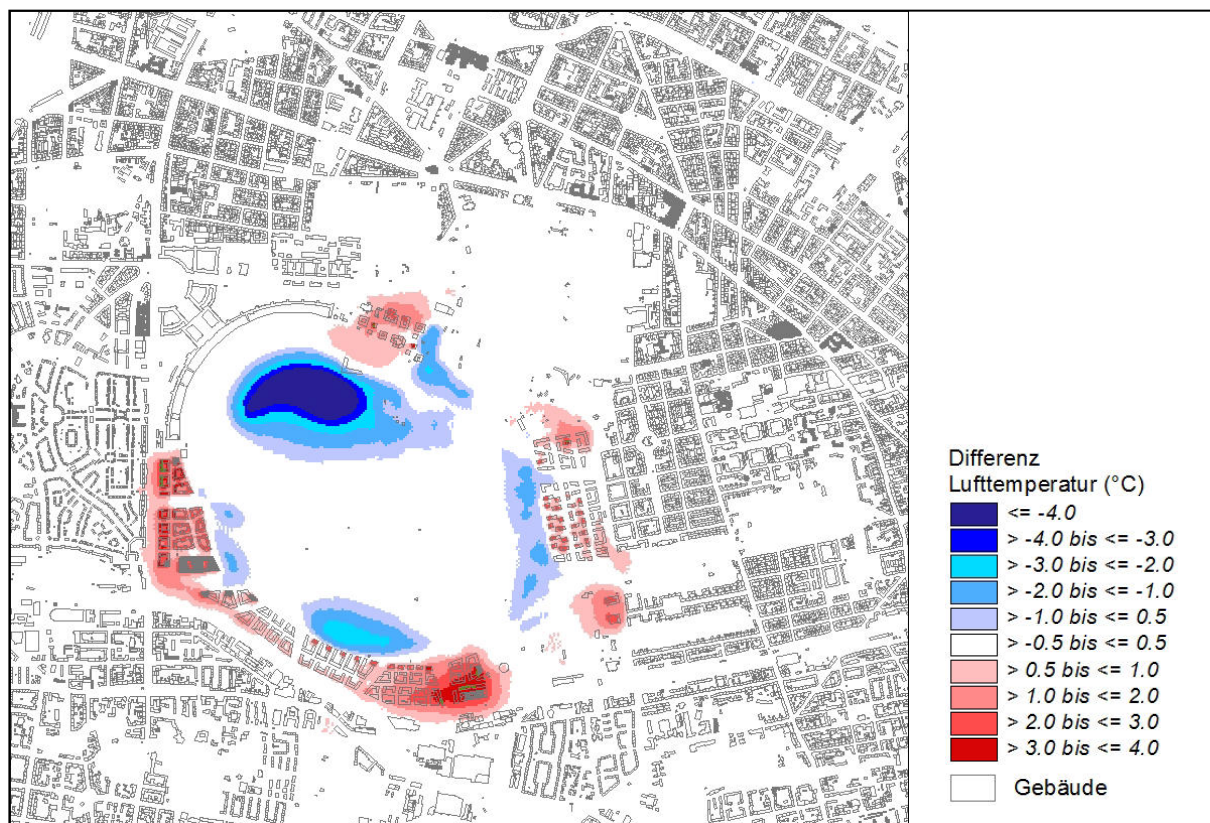 Differenz
Lufttemperatur (°C)
<= -4.0
> -4.0 bis <= -3.0
> -3.0 bis <= -2.0
> -2.0 bis <= -1.0
> -1.0 bis <= 0.5
> -0.5 bis <= 0.5
> 0.5 bis <= 1.0
> 1.0 bis <= 2.0
> 2.0 bis <= 3.0
> 3.0 bis <= 4.0
Gebäude